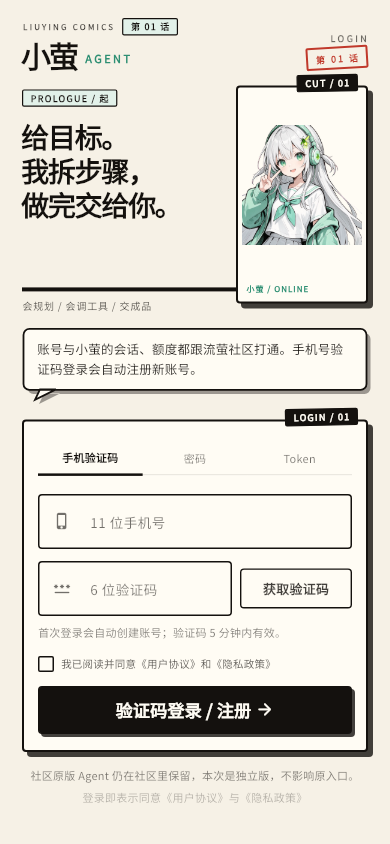 LIUYING COMICS 第 01 话
小萤 AGENT
LOGIN
第 01 话
PROLOGUE / 起
给目标。
我拆步骤，
做完交给你。
CUT / 01
小萤 / ONLINE
会规划 / 会调工具 / 交成品
账号与小萤的会话、额度都跟流萤社区打通。手机号验
证码登录会自动注册新账号。
LOGIN / 01
手机验证码 密码 Token
11 位手机号
6 位验证码 获取验证码
首次登录会自动创建账号；验证码 5 分钟内有效。
我已阅读并同意《用户协议》和《隐私政策》
验证码登录 / 注册 →
社区原版 Agent 仍在社区里保留，本次是独立版，不影响原入口。
登录即表示同意《用户协议》与《隐私政策》